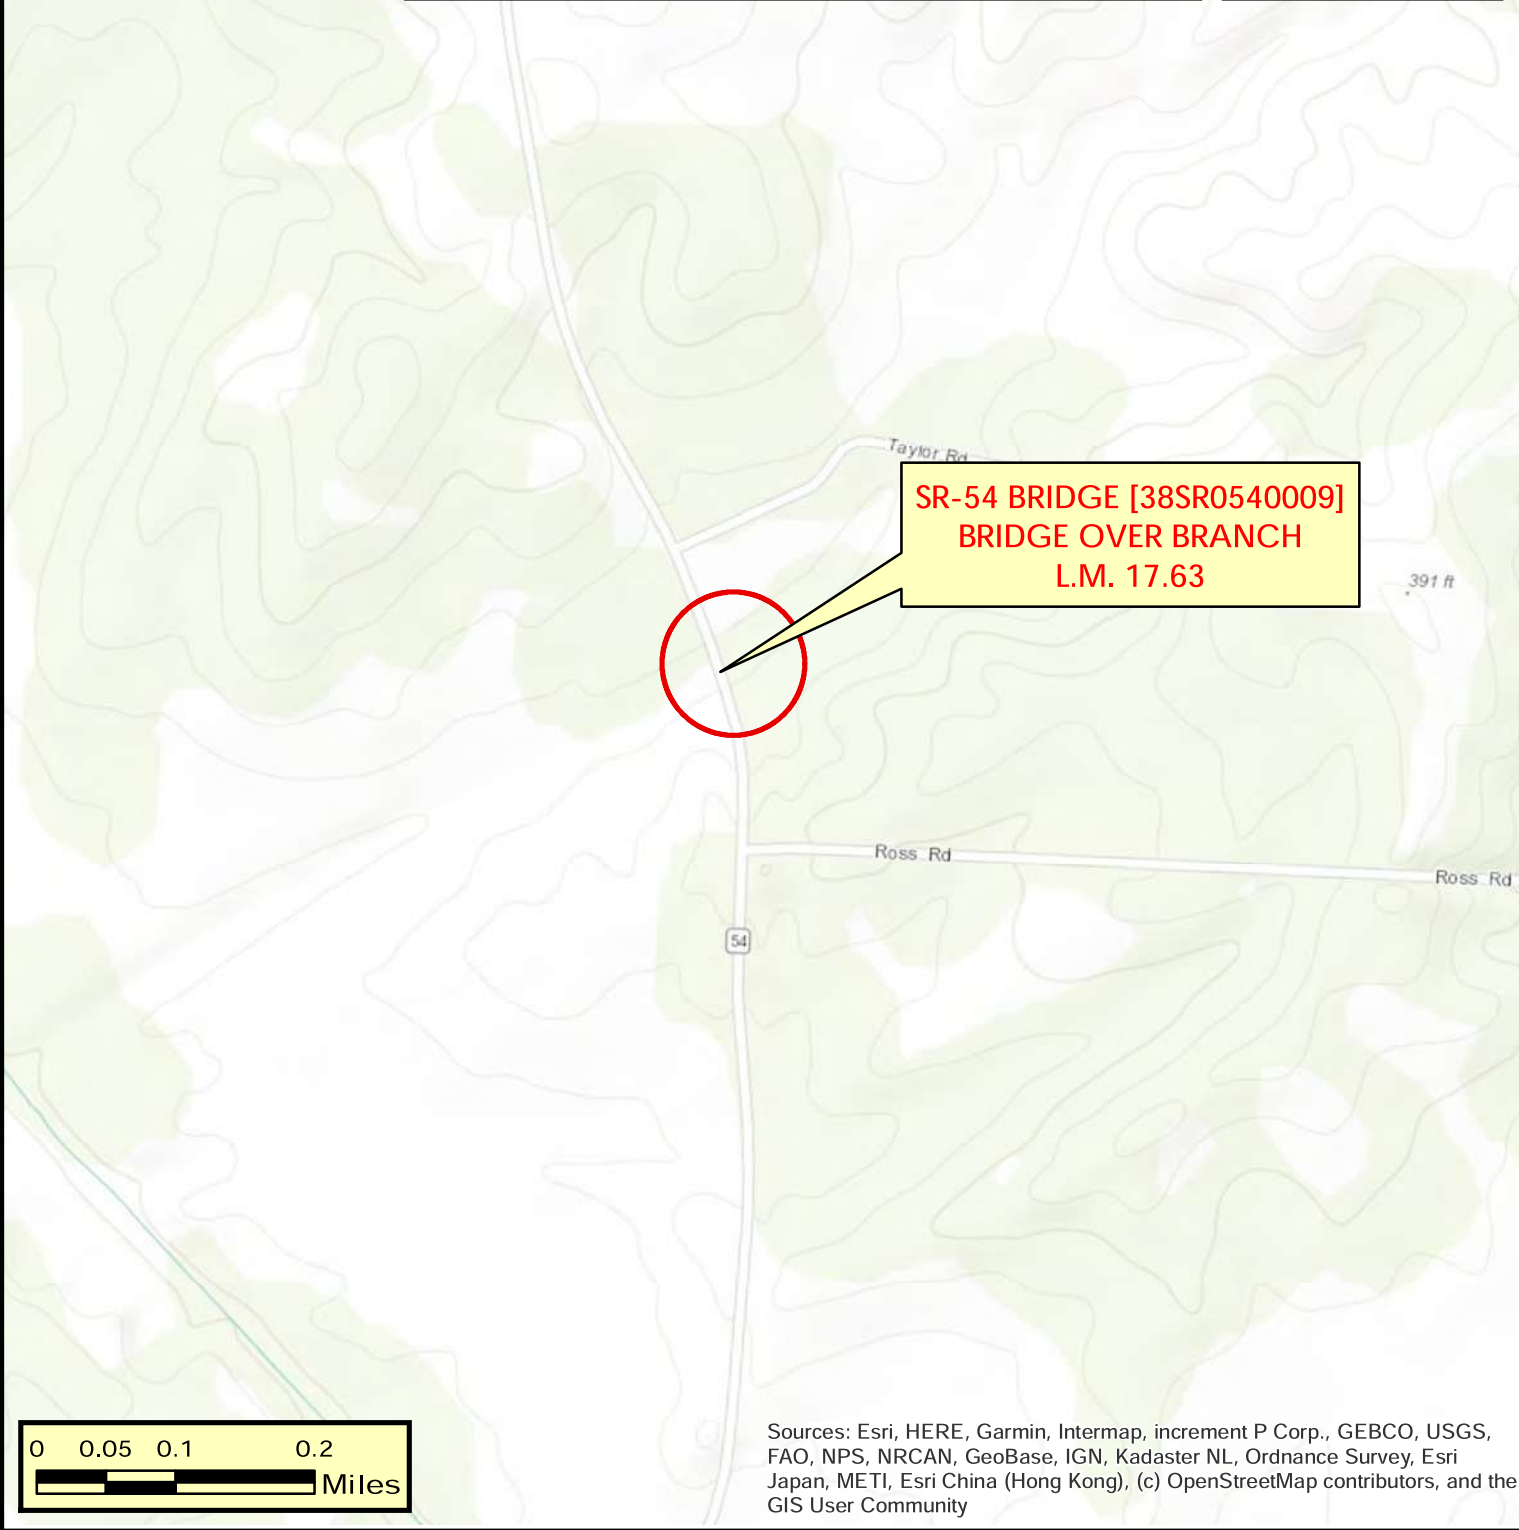 Taylor Rd
SR-54 BRIDGE [38SR0540009]
BRIDGE OVER BRANCH
L.M. 17.63
391 ft
Ross Rd
Ross Rd
54
0 0.05 0.1 0.2
Miles
Sources: Esri, HERE, Garmin, Intermap, increment P Corp., GEBCO, USGS,
FAO, NPS, NRCAN, GeoBase, IGN, Kadaster NL, Ordnance Survey, Esri
Japan, METI, Esri China (Hong Kong), (c) OpenStreetMap contributors, and the
GIS User Community